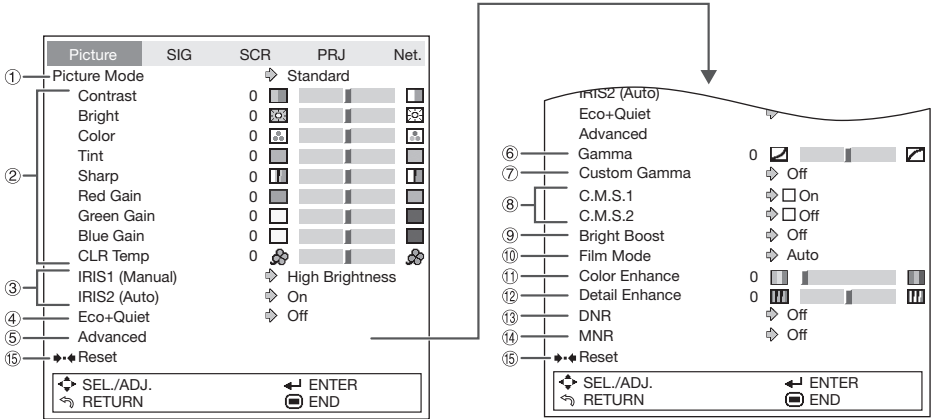 Picture SIG SCR PRJ Net.
① Picture Mode Standard
Contrast 0
Bright 0
Color 0
② Tint 0
Sharp 0
Red Gain 0
Green Gain 0
Blue Gain 0
CLR Temp 0
③ IRIS1 (Manual) High Brightness
IRIS2 (Auto) On
④ Eco+Quiet Off
⑤ Advanced
⑮ Reset
SEL./ADJ. ENTER
RETURN END
IRIS2 (Auto)
Eco+Quiet
Advanced
⑥ Gamma 0
⑦ Custom Gamma Off
⑧ C.M.S.1 On
C.M.S.2 Off
⑨ Bright Boost Off
⑩ Film Mode Auto
⑪ Color Enhance 0
⑫ Detail Enhance 0
⑬ DNR Off
⑭ MNR Off
⑮ Reset
SEL./ADJ. ENTER
RETURN END